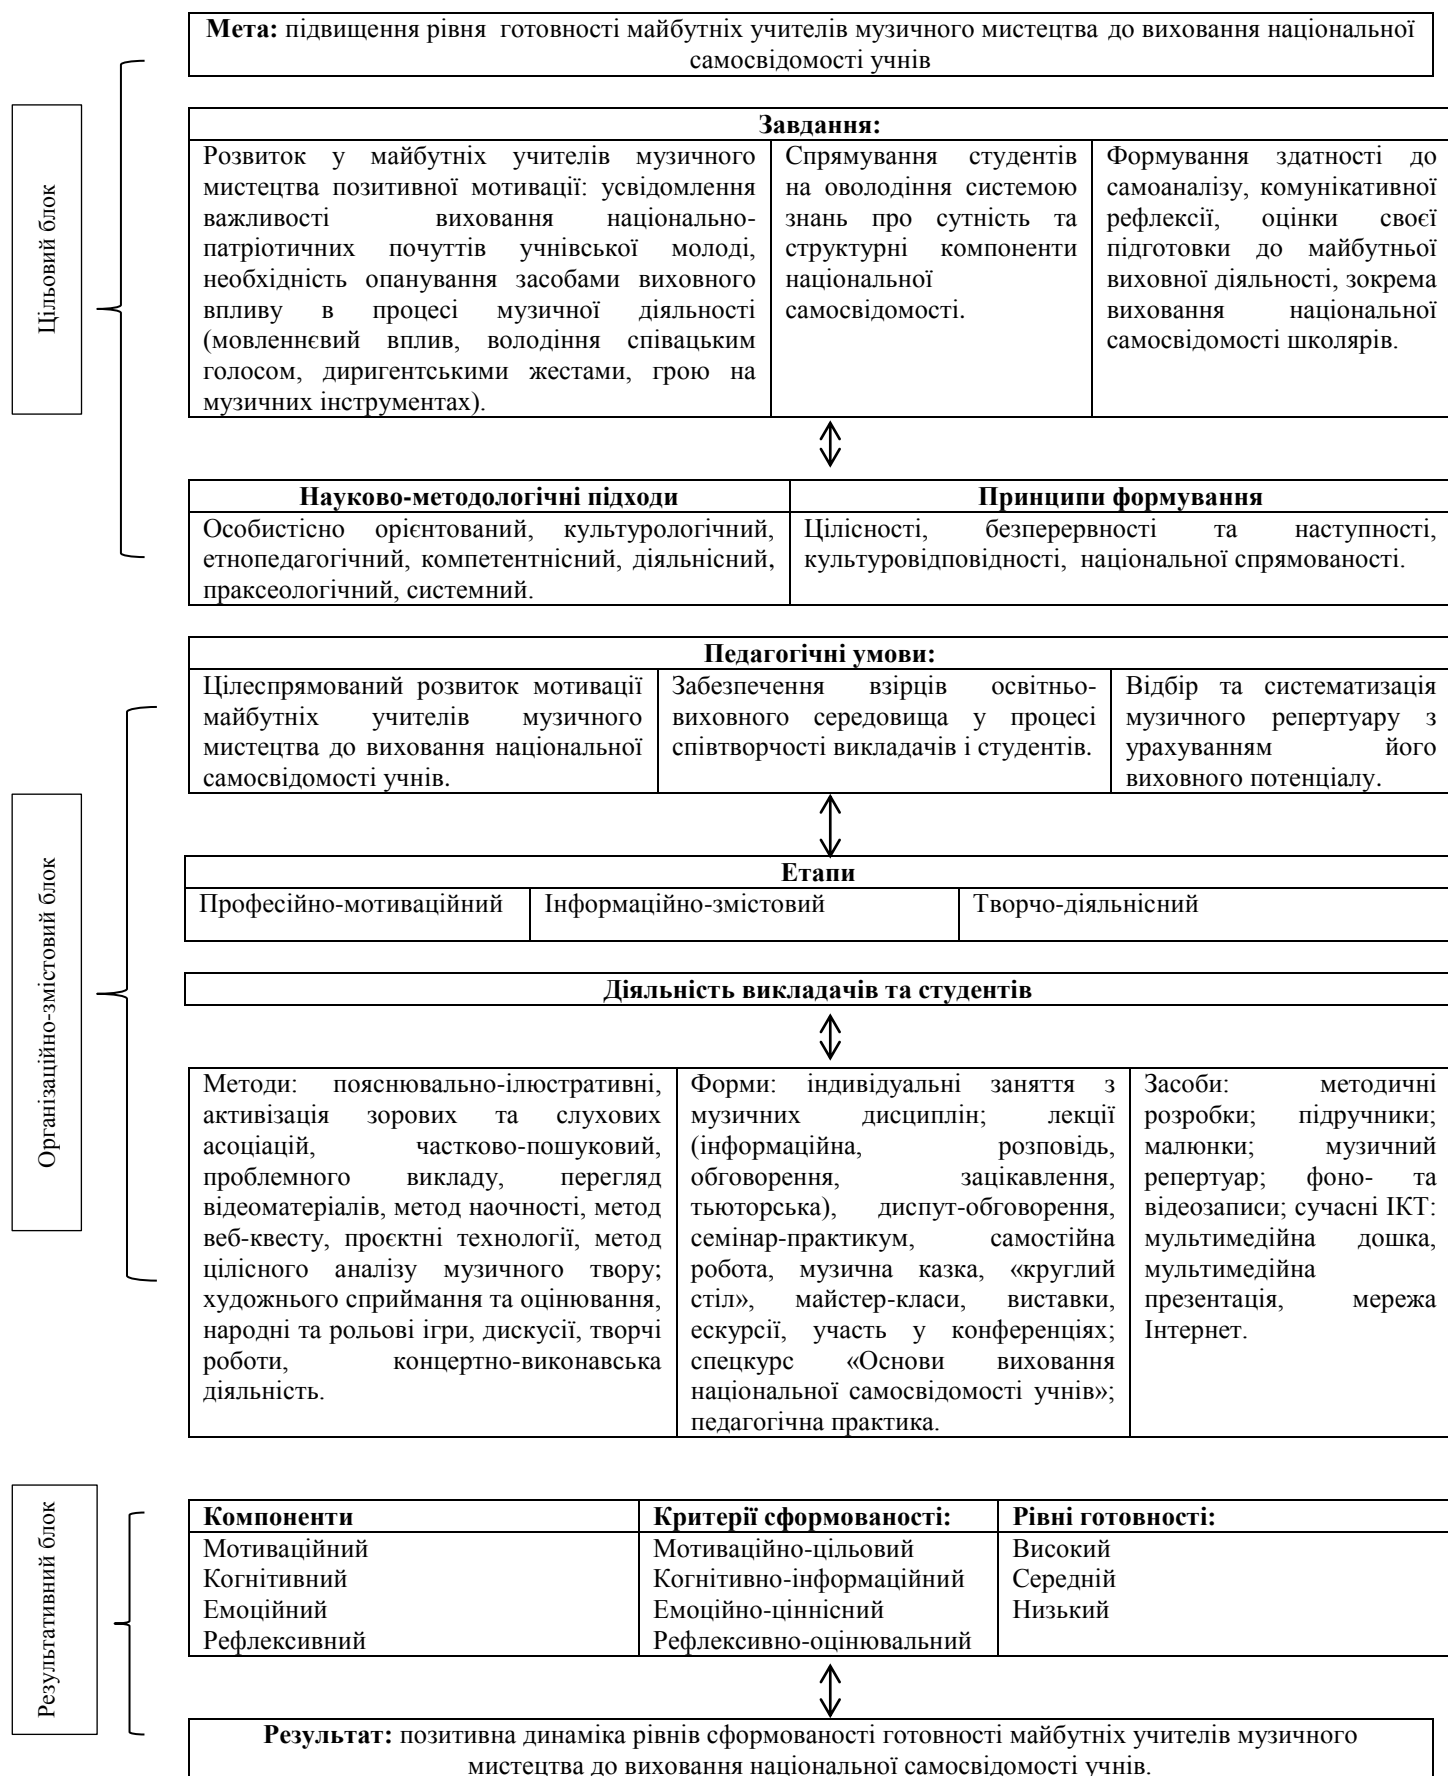 Мета: підвищення рівня готовності майбутніх учителів музичного мистецтва до виховання національної
самосвідомості учнів
Цільовий блок
Завдання:
Розвиток у майбутніх учителів музичного
мистецтва позитивної мотивації: усвідомлення
важливості виховання національно-
патріотичних почуттів учнівської молоді,
необхідність опанування засобами виховного
впливу в процесі музичної діяльності
(мовленнєвий вплив, володіння співацьким
голосом, диригентськими жестами, грою на
музичних інструментах).
Спрямування студентів
на оволодіння системою
знань про сутність та
структурні компоненти
національної
самосвідомості.
Формування здатності до
самоаналізу, комунікативної
рефлексії, оцінки своєї
підготовки до майбутньої
виховної діяльності, зокрема
виховання національної
самосвідомості школярів.
Науково-методологічні підходи
Особистісно орієнтований, культурологічний,
етнопедагогічний, компетентнісний, діяльнісний,
праксеологічний, системний.
Принципи формування
Цілісності, безперервності та наступності,
культуровідповідності, національної спрямованості.
Організаційно-змістовий блок
Педагогічні умови:
Цілеспрямований розвиток мотивації
майбутніх учителів музичного
мистецтва до виховання національної
самосвідомості учнів.
Забезпечення взірців освітньо-
виховного середовища у процесі
співтворчості викладачів і студентів.
Відбір та систематизація
музичного репертуару з
урахуванням його
виховного потенціалу.
Етапи
Професійно-мотиваційний
Інформаційно-змістовий
Творчо-діяльнісний
Діяльність викладачів та студентів
Методи: пояснювально-ілюстративні,
активізація зорових та слухових
асоціацій, частково-пошуковий,
проблемного викладу, перегляд
відеоматеріалів, метод наочності, метод
веб-квесту, проєктні технології, метод
цілісного аналізу музичного твору;
художнього сприймання та оцінювання,
народні та рольові ігри, дискусії, творчі
роботи, концертно-виконавська
діяльність.
Форми: індивідуальні заняття з
музичних дисциплін; лекції
(інформаційна, розповідь,
обговорення, зацікавлення,
тьюторська), диспут-обговорення,
семінар-практикум, самостійна
робота, музична казка, «круглий
стіл», майстер-класи, виставки,
ескурсії, участь у конференціях;
спецкурс «Основи виховання
національної самосвідомості учнів»;
педагогічна практика.
Засоби: методичні
розробки; підручники;
малюнки; музичний
репертуар; фоно- та
відеозаписи; сучасні ІКТ:
мультимедійна дошка,
мультимедійна
презентація, мережа
Інтернет.
Результативний блок
Компоненти
Мотиваційний
Когнітивний
Емоційний
Рефлексивний
Критерії сформованості:
Мотиваційно-цільовий
Когнітивно-інформаційний
Емоційно-ціннісний
Рефлексивно-оцінювальний
Рівні готовності:
Високий
Середній
Низький
Результат: позитивна динаміка рівнів сформованості готовності майбутніх учителів музичного
мистецтва до виховання національної самосвідомості учнів.